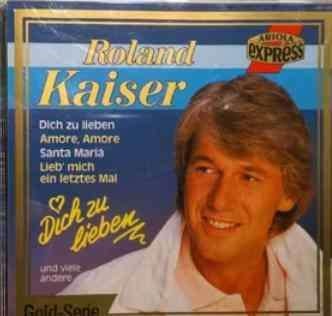 ARIOLA
express
Roland
Kaiser
Dich zu lieben
Amore, Amore
Santa Maria
Lieb' mich
ein letztes Mal
Dich zu
lieben
und viele
andere
Gold-Serie